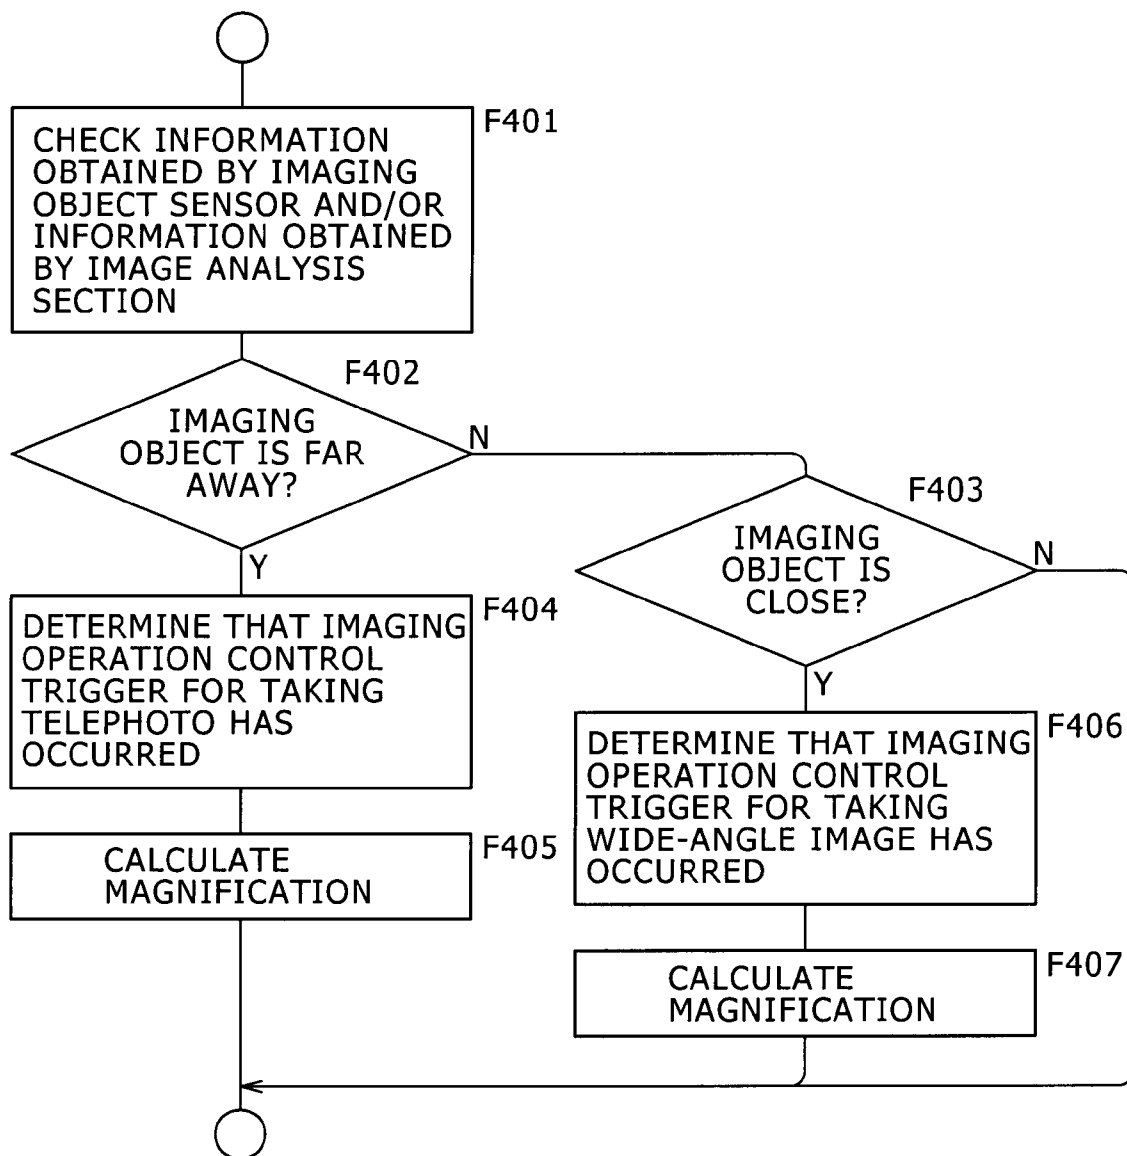 F401
CHECK INFORMATION
OBTAINED BY IMAGING
OBJECT SENSOR AND/OR
INFORMATION OBTAINED
BY IMAGE ANALYSIS
SECTION
F402
IMAGING
OBJECT IS FAR
AWAY?
N
Y
F403
IMAGING
OBJECT IS
CLOSE?
N
Y
F404
DETERMINE THAT IMAGING
OPERATION CONTROL
TRIGGER FOR TAKING
TELEPHOTO HAS
OCCURRED
F405
CALCULATE
MAGNIFICATION
F406
DETERMINE THAT IMAGING
OPERATION CONTROL
TRIGGER FOR TAKING
WIDE-ANGLE IMAGE HAS
OCCURRED
F407
CALCULATE
MAGNIFICATION